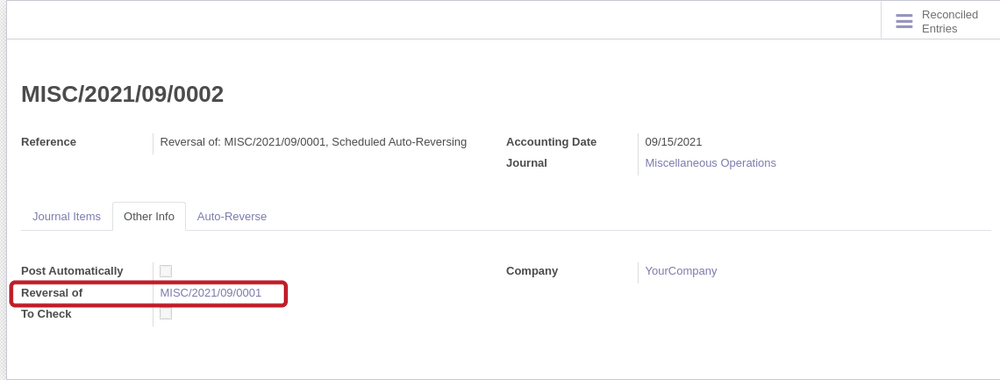 Reconciled
Entries
MISC/2021/09/0002
Reference Reversal of: MISC/2021/09/0001, Scheduled Auto-Reversing Accounting Date 09/15/2021
Journal Miscellaneous Operations
Journal Items Other Info Auto-Reverse
Post Automatically Company YourCompany
Reversal of MISC/2021/09/0001
To Check